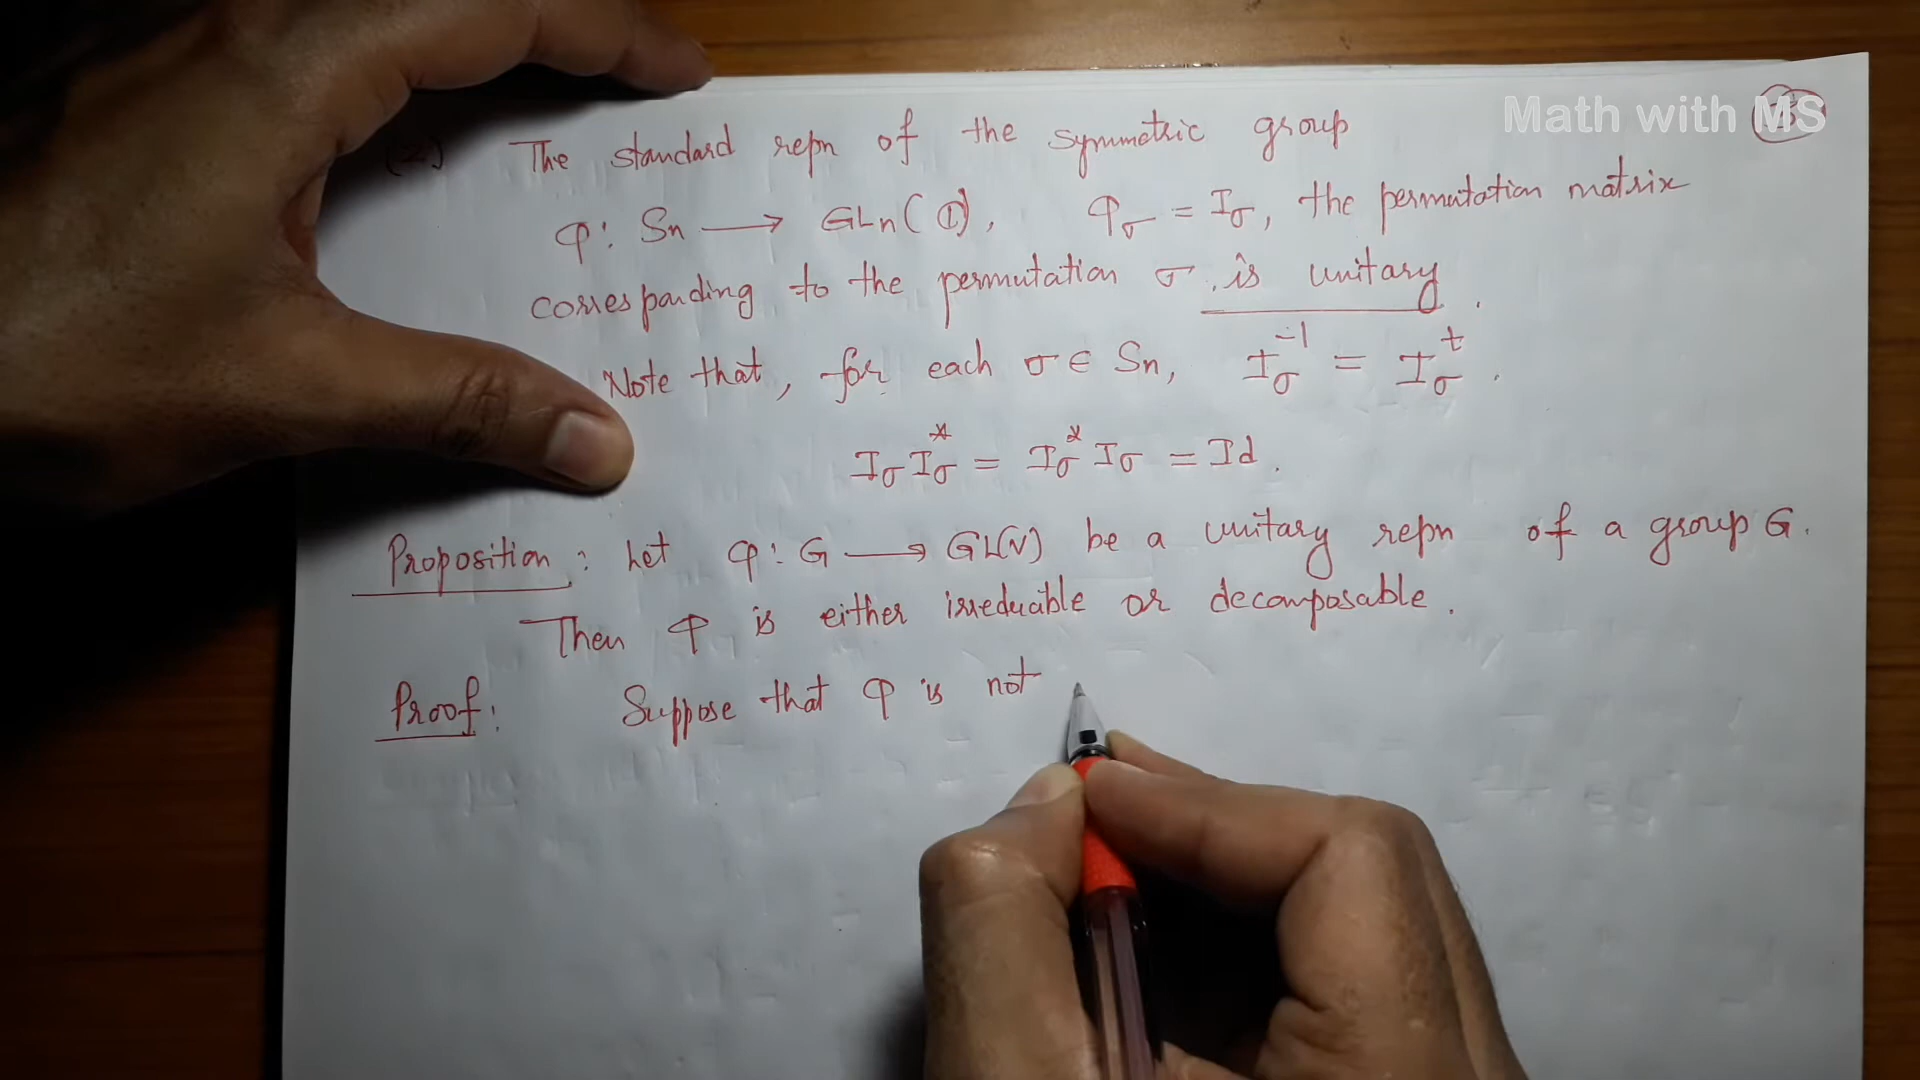 Math with MS
(2) The standard repn of the symmetric group
φ: Sn → GLn(ℂ), φσ = Iσ, the permutation matrix
corresponding to the permutation σ, is unitary.
Note that, for each σ ∈ Sn, Iσ⁻¹ = Iσᵗ.
IσIσ* = Iσ*Iσ = Id.
Proposition: Let φ: G → GL(V) be a unitary repn of a group G.
Then φ is either irreducible or decomposable.
Proof: Suppose that φ is not